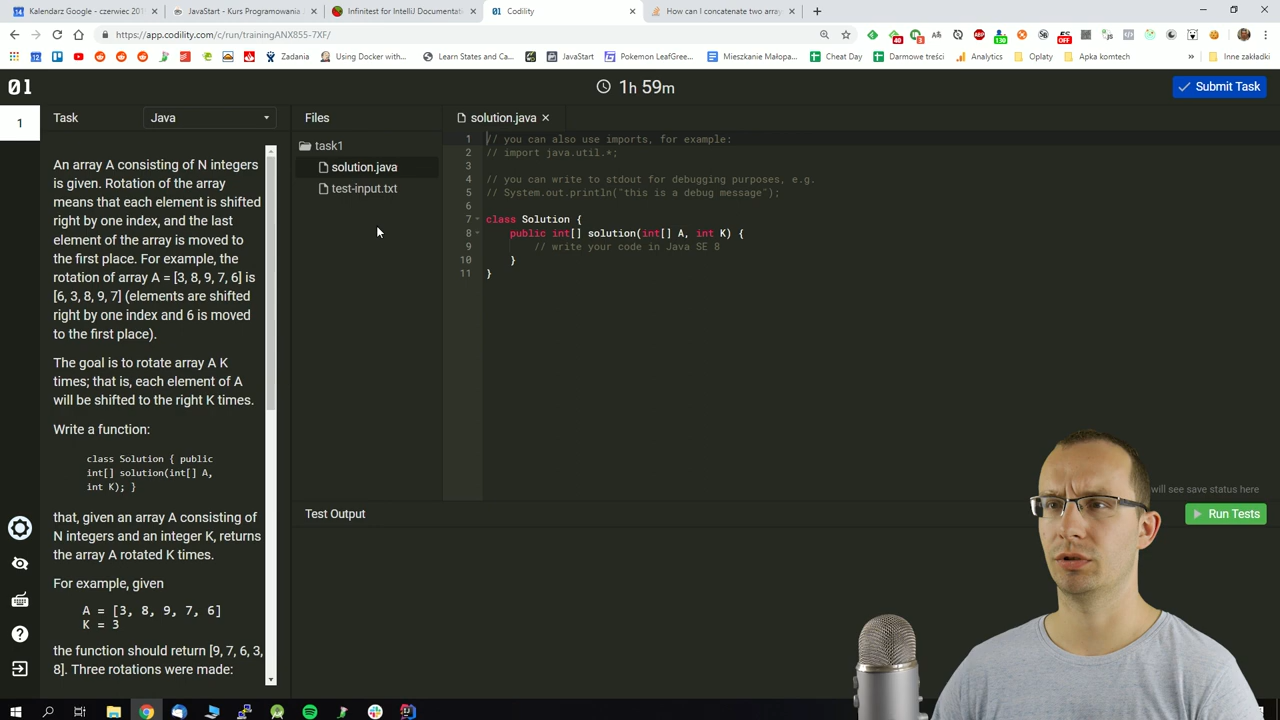 Kalendarz Google - czerwiec 201
JavaStart - Kurs Programowania J
Infinitest for IntelliJ Documentati
Codility
How can I concatenate two array
https://app.codility.com/c/run/trainingANX855-7XF/
Zadania
Using Docker with...
Learn States and Ca...
JavaStart
Pokemon LeafGree...
Mieszkanie Małopa...
Cheat Day
Darmowe treści
Analytics
Opłaty
Apka komtech
Inne zakładki
1h 59m
Submit Task
1
Task
Java
Files
solution.java
task1
solution.java
test-input.txt
An array A consisting of N integers
is given. Rotation of the array
means that each element is shifted
right by one index, and the last
element of the array is moved to
the first place. For example, the
rotation of array A = [3, 8, 9, 7, 6] is
[6, 3, 8, 9, 7] (elements are shifted
right by one index and 6 is moved
to the first place).
The goal is to rotate array A K
times; that is, each element of A
will be shifted to the right K times.
Write a function:
class Solution { public
int[] solution(int[] A,
int K); }
that, given an array A consisting of
N integers and an integer K, returns
the array A rotated K times.
For example, given
A = [3, 8, 9, 7, 6]
K = 3
the function should return [9, 7, 6, 3,
8]. Three rotations were made:
1 // you can also use imports, for example:
2 // import java.util.*;
3
4 // you can write to stdout for debugging purposes, e.g.
5 // System.out.println("this is a debug message");
6
7 class Solution {
8 public int[] solution(int[] A, int K) {
9 // write your code in Java SE 8
10 }
11 }
will see save status here
Test Output
Run Tests